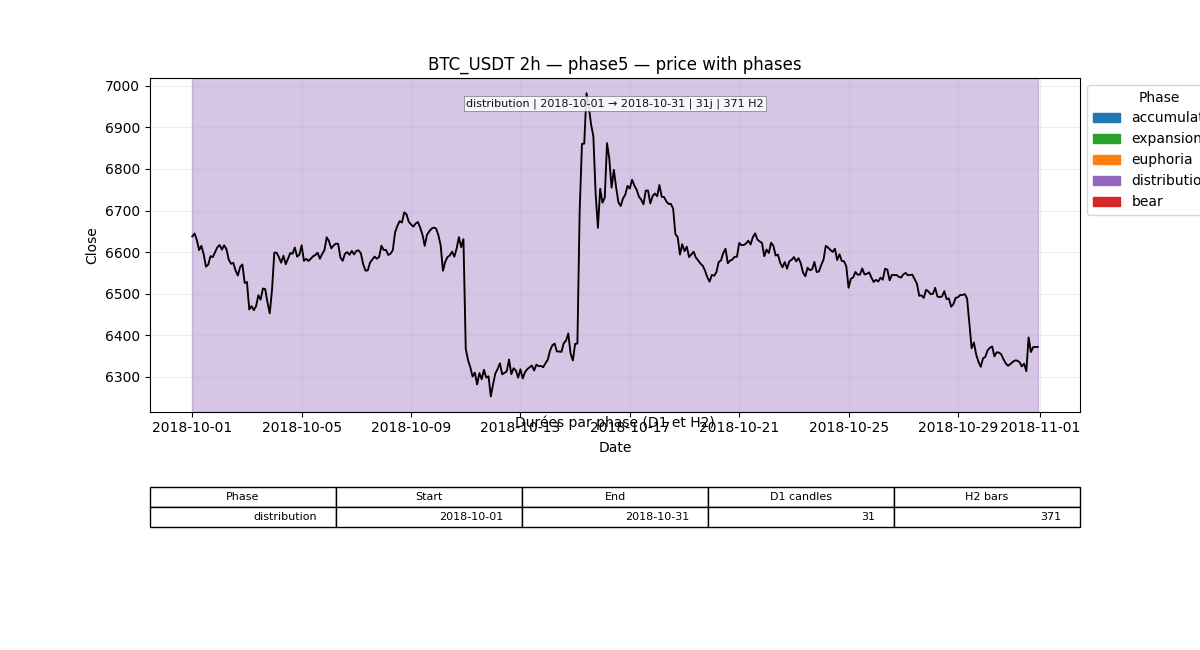 BTC_USDT 2h — phase5 — price with phases
distribution | 2018-10-01 → 2018-10-31 | 31j | 371 H2
7000
6900
6800
6700
6600
6500
6400
6300
Close
Phase
accumulat
expansion
euphoria
distributio
bear
2018-10-01 2018-10-05 2018-10-09 2018-10-13 2018-10-17 2018-10-21 2018-10-25 2018-10-29 2018-11-01
Durées par phase (D1 et H2)
Date
Phase Start End D1 candles H2 bars
distribution 2018-10-01 2018-10-31 31 371